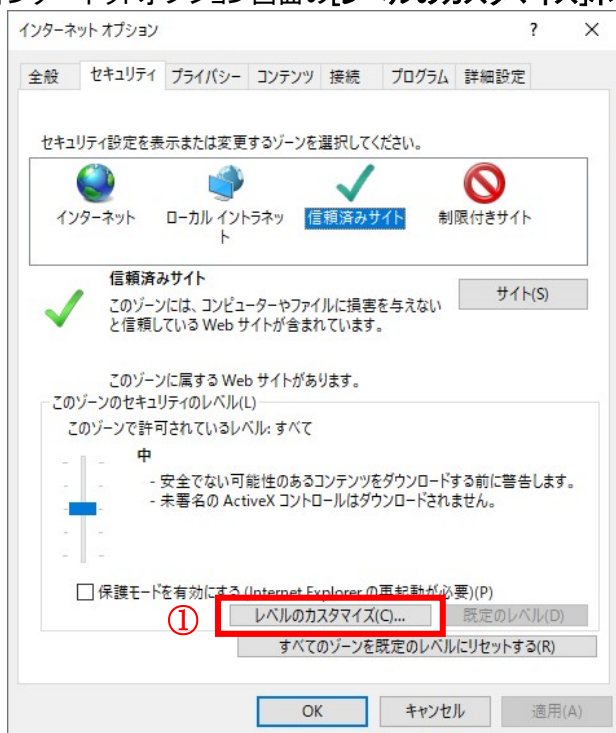 インターネット オプション
? ×
全般 セキュリティ プライバシー コンテンツ 接続 プログラム 詳細設定
セキュリティ設定を表示または変更するゾーンを選択してください。
インターネット ローカル イントラネッ 信頼済みサイト 制限付きサイト
ト
信頼済みサイト
このゾーンには、コンピューターやファイルに損害を与えない
と信頼している Web サイトが含まれています。
サイト(S)
このゾーンに属する Web サイトがあります。
このゾーンのセキュリティのレベル(L)
このゾーンで許可されているレベル: すべて
中
- 安全でない可能性のあるコンテンツをダウンロードする前に警告します。
- 未署名の ActiveX コントロールはダウンロードされません。
保護モードを有効にする (Internet Explorer の再起動が必要)(P)
① レベルのカスタマイズ(C)... 既定のレベル(D)
すべてのゾーンを既定のレベルにリセットする(R)
OK キャンセル 適用(A)